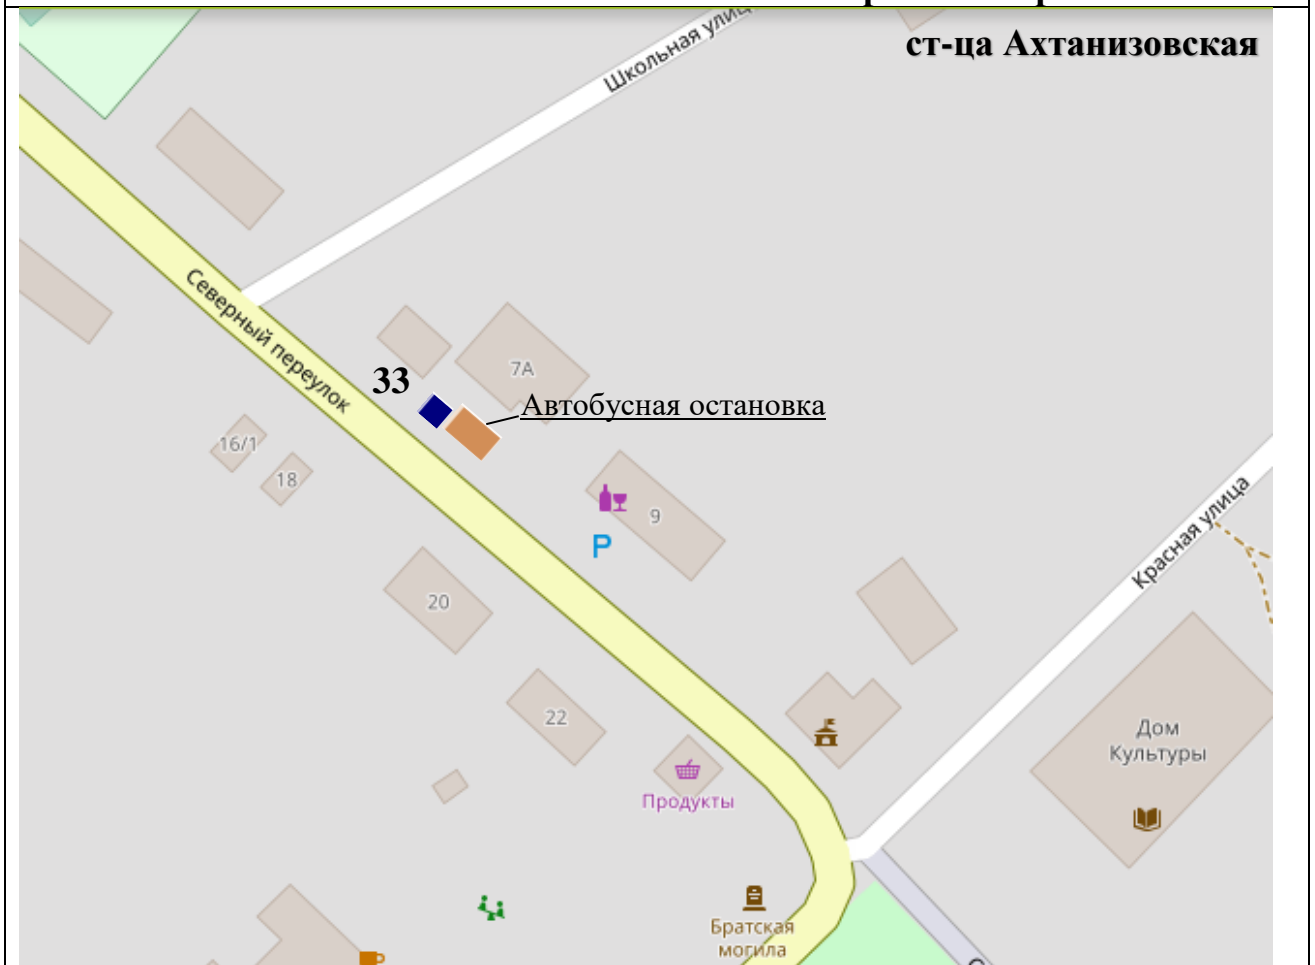 ст-ца Ахтанизовская
Школьная улиц
Северный переулок
7А
33
Автобусная остановка
16/1
18
9
P
Красная улица
20
22
Дом
Культуры
Продукты
Братская
могила